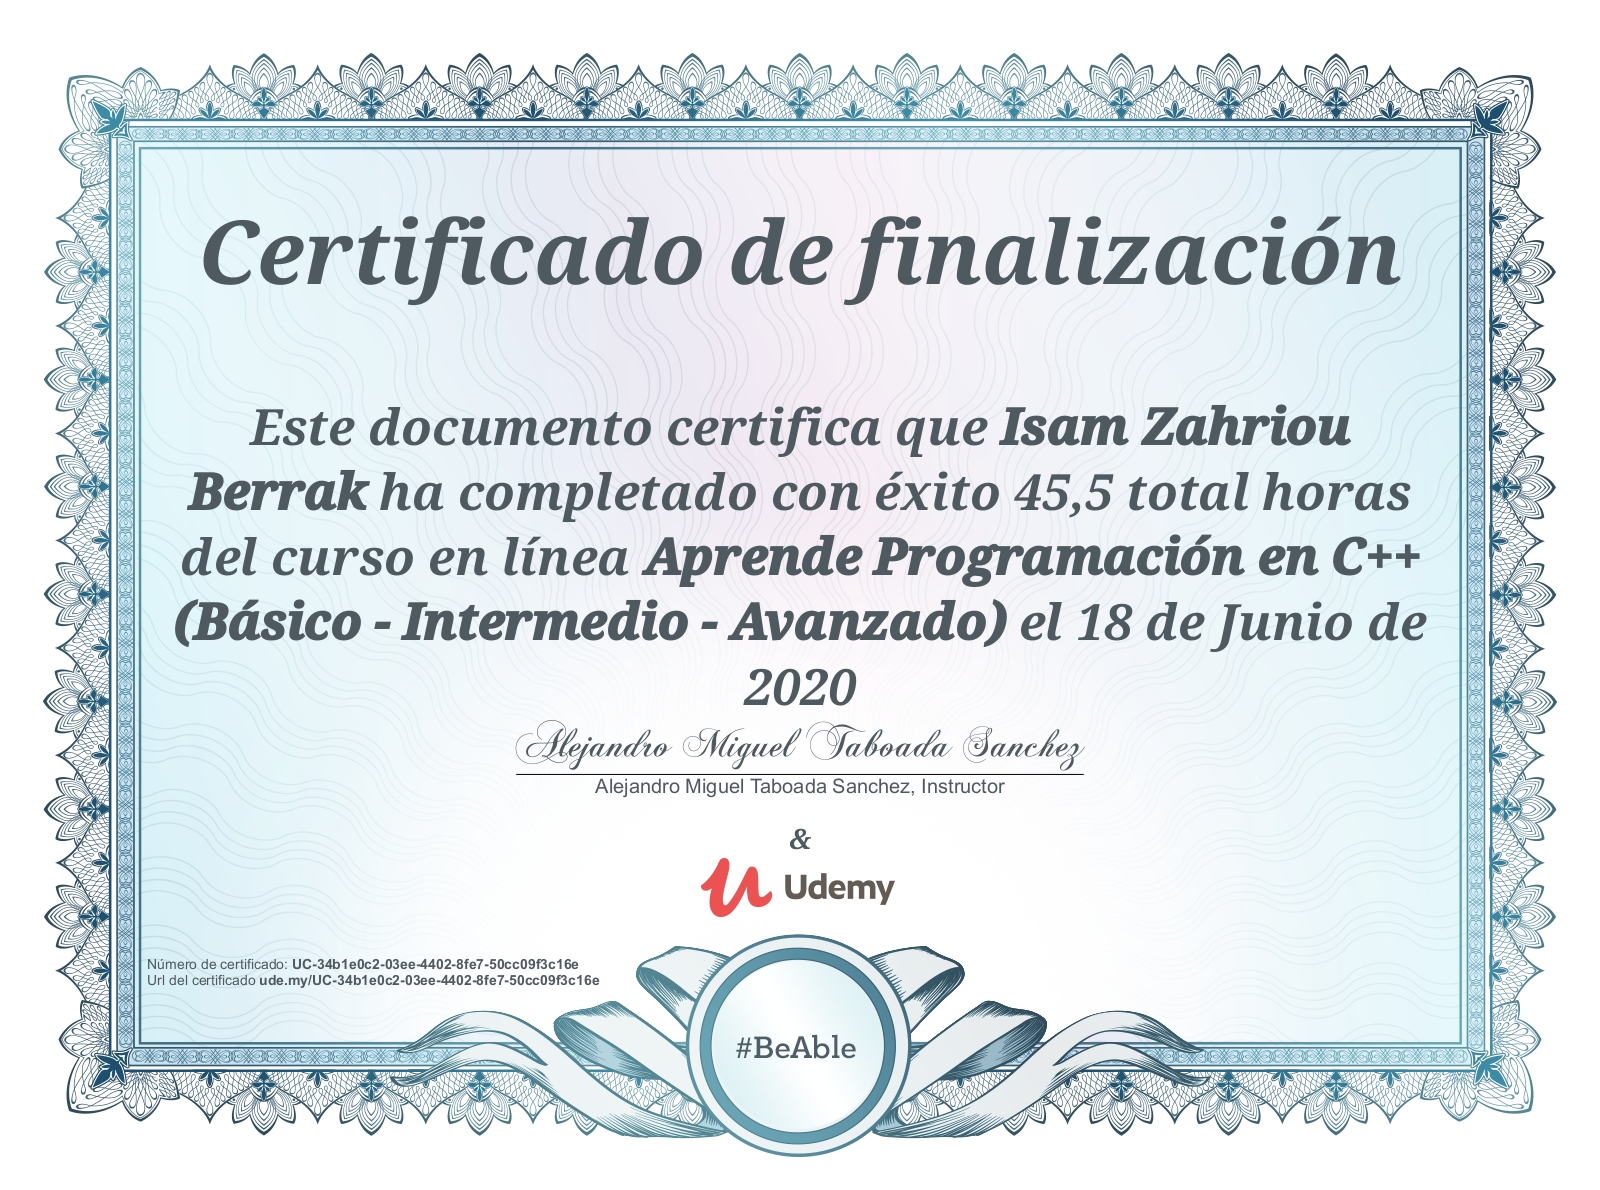 Certificado de finalización
Este documento certifica que Isam Zahriou
Berrak ha completado con éxito 45,5 total horas
del curso en línea Aprende Programación en C++
(Básico - Intermedio - Avanzado) el 18 de Junio de
2020
Alejandro Miguel Taboada Sanchez
Alejandro Miguel Taboada Sanchez, Instructor
&
Udemy
Número de certificado: UC-34b1e0c2-03ee-4402-8fe7-50cc09f3c16e
Url del certificado ude.my/UC-34b1e0c2-03ee-4402-8fe7-50cc09f3c16e
#BeAble